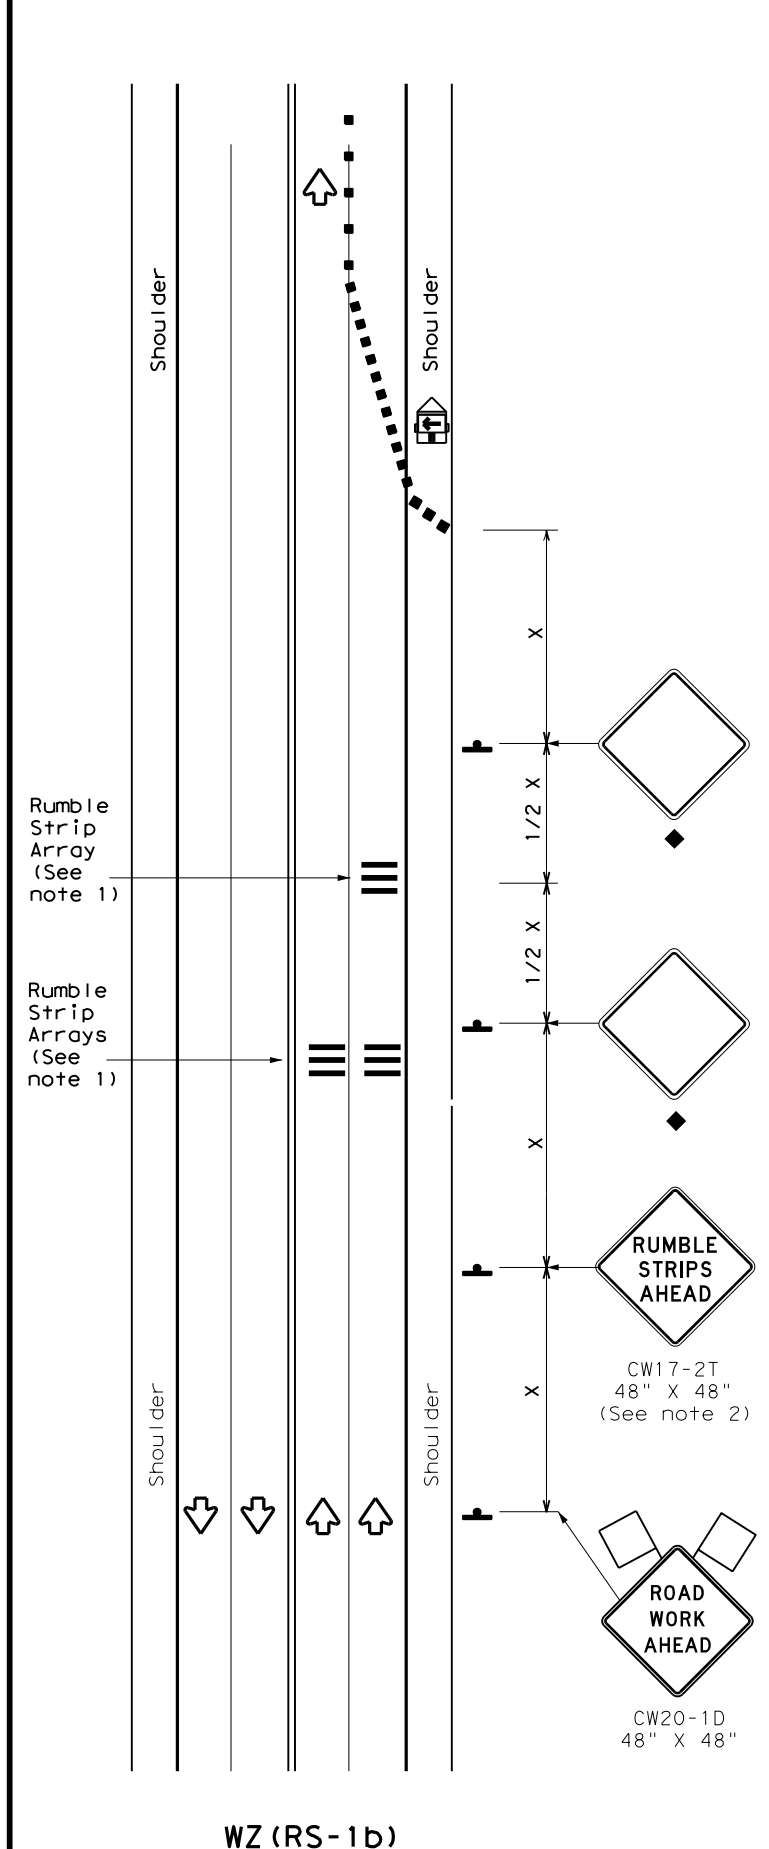 Shoulder
Shoulder
X
1/2 X
Rumble
Strip
Array
(See
note 1)
1/2 X
Rumble
Strip
Arrays
(See
note 1)
X
RUMBLE
STRIPS
AHEAD
CW17-2T
48" X 48"
(See note 2)
X
Shoulder
Shoulder
ROAD
WORK
AHEAD
CW20-1D
48" X 48"
WZ(RS-1b)